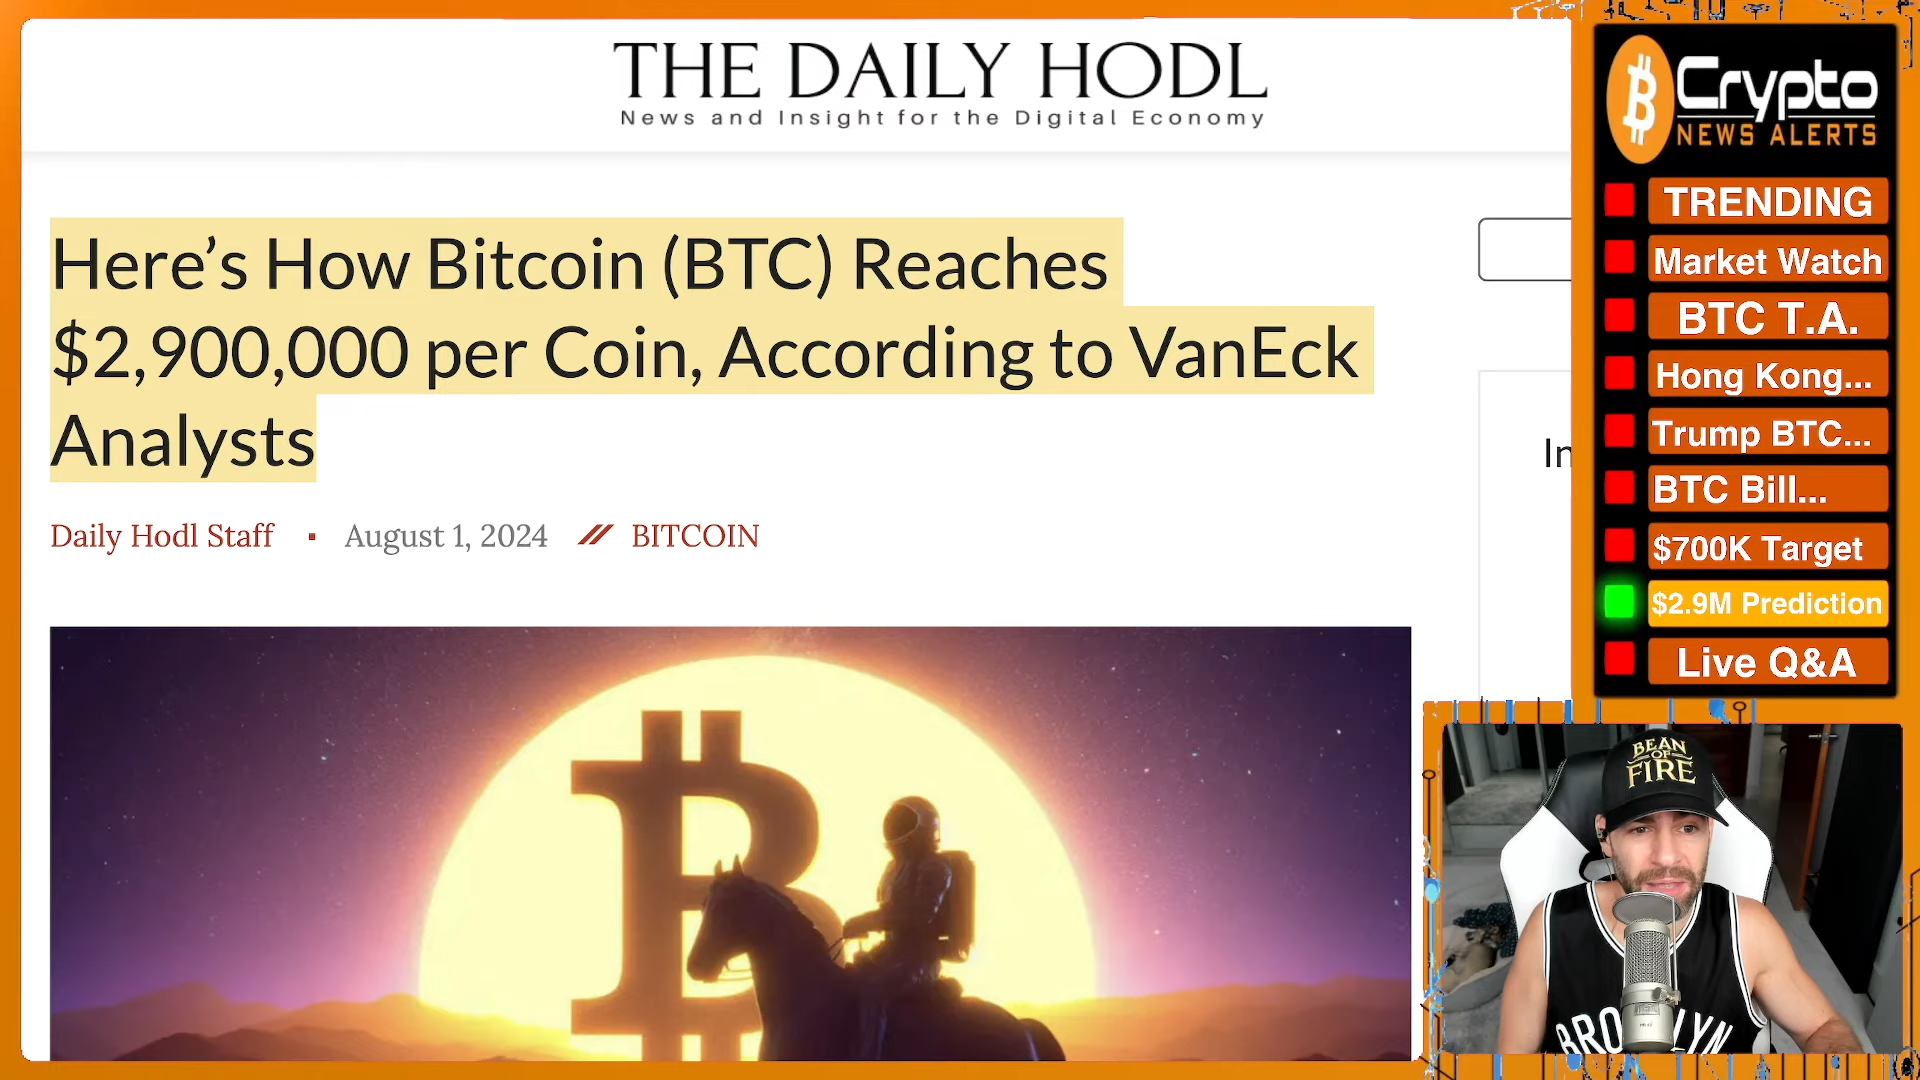 THE DAILY HODL
News and Insight for the Digital Economy
Here’s How Bitcoin (BTC) Reaches
$2,900,000 per Coin, According to VanEck
Analysts
Daily Hodl Staff ▪ August 1, 2024 // BITCOIN
In
Crypto
NEWS ALERTS
TRENDING
Market Watch
BTC T.A.
Hong Kong...
Trump BTC...
BTC Bill...
$700K Target
$2.9M Prediction
Live Q&A
BEAN
OF
FIRE